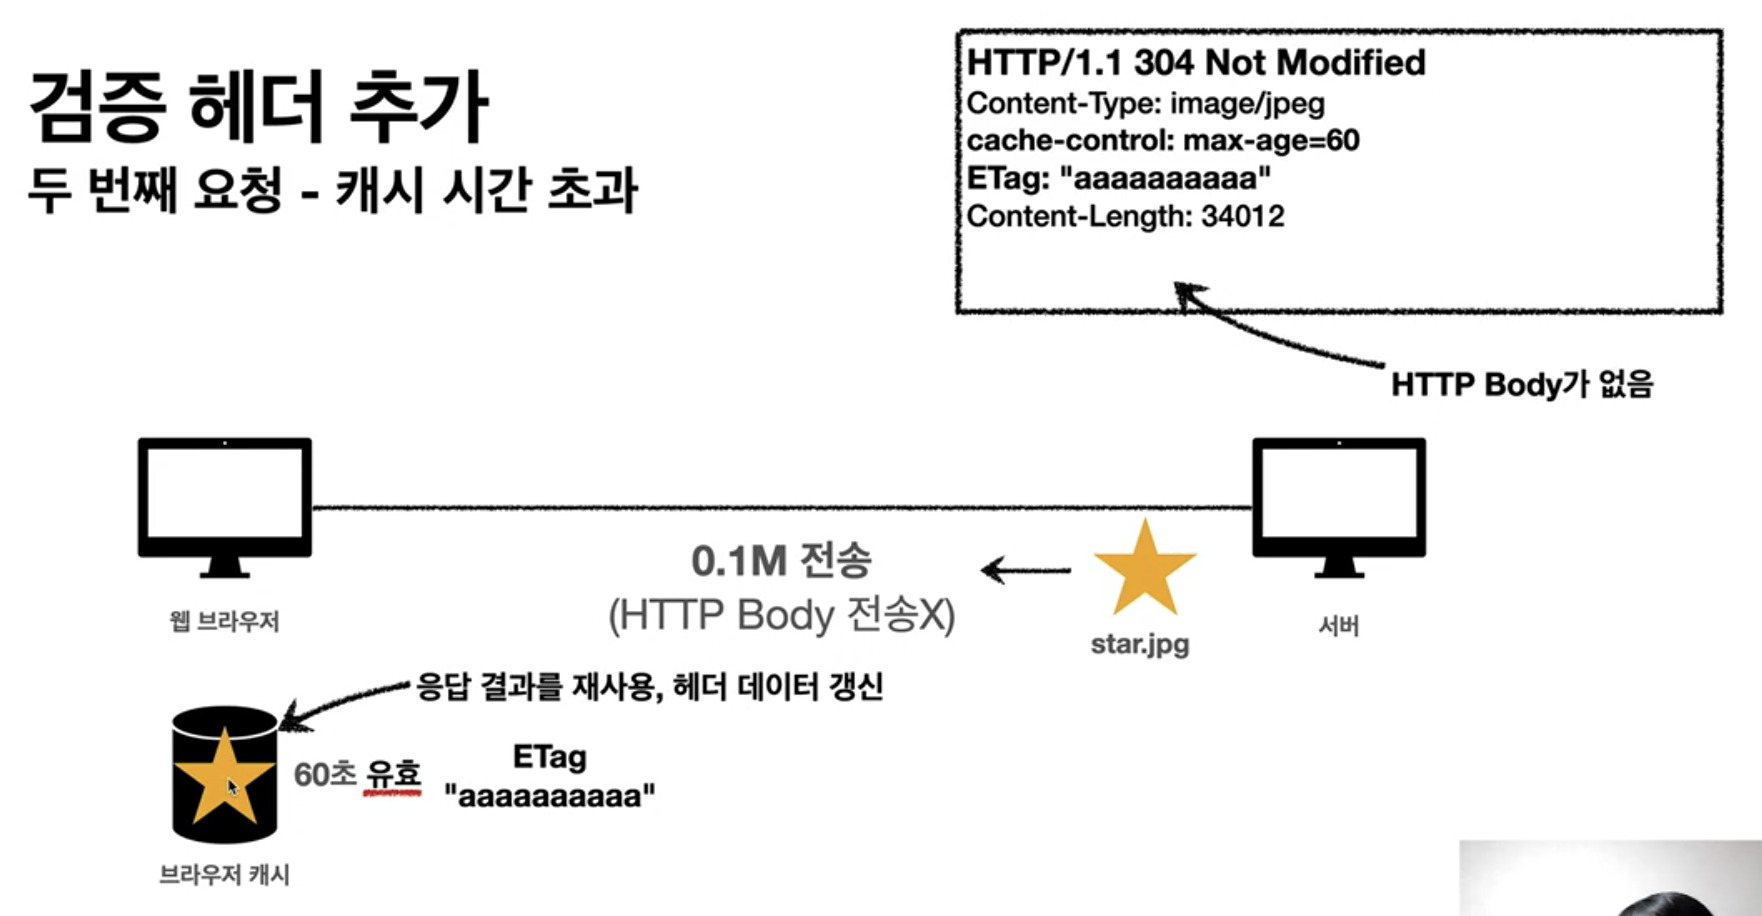 검증 헤더 추가
두 번째 요청 - 캐시 시간 초과
HTTP/1.1 304 Not Modified
Content-Type: image/jpeg
cache-control: max-age=60
ETag: "aaaaaaaaaa"
Content-Length: 34012
HTTP Body가 없음
0.1M 전송
(HTTP Body 전송X)
star.jpg
웹 브라우저
서버
응답 결과를 재사용, 헤더 데이터 갱신
60초 유효
ETag
"aaaaaaaaaa"
브라우저 캐시